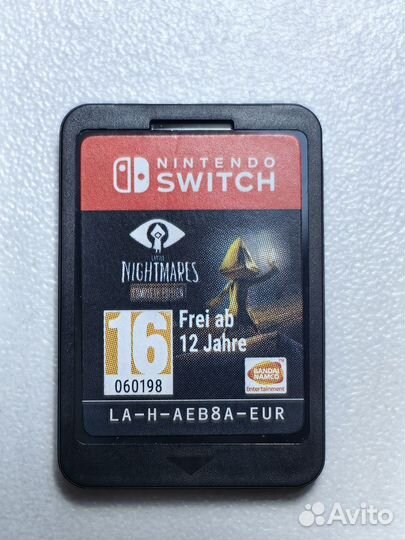 NINTENDO
SWITCH
LITTLE
NIGHTMARES
COMPLETE EDITION
16
060198
Frei ab
12 Jahre
BANDAI
NAMCO
Entertainment
LA-H-AEB8A-EUR
Avito